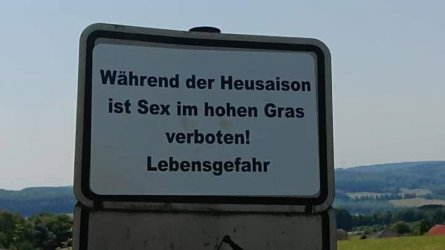 Während der Heusaison
ist Sex im hohen Gras
verboten!
Lebensgefahr